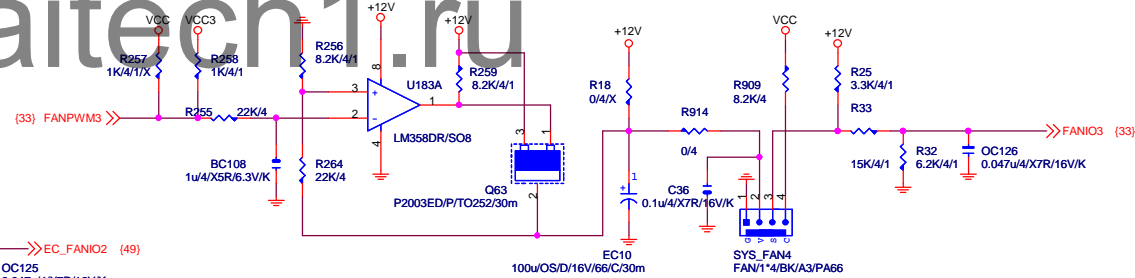 aitech1.ru
VCC
VCC3
+12V
+12V
+12V
VCC
+12V
R257
1K/4/1/X
R258
1K/4/1
R256
8.2K/4/1
8
U183A
R259
8.2K/4/1
R18
0/4/X
R909
8.2K/4
R25
3.3K/4/1
{33} FANPWM3
R255
22K/4
3
+
2
-
1
4
LM358DR/SO8
R914
0/4
R33
15K/4/1
FANIO3 {33}
BC108
1u/4/X5R/6.3V/K
R264
22K/4
3
1
2
Q63
P2003ED/P/TO252/30m
+
1
EC10
100u/OS/D/16V/66/C/30m
C36
0.1u/4/X7R/16V/K
1
2
3
4
G
V
S
C
SYS_FAN4
FAN/1*4/BK/A3/PA66
R32
6.2K/4/1
OC126
0.047u/4/X7R/16V/K
EC_FANIO2 {49}
OC125